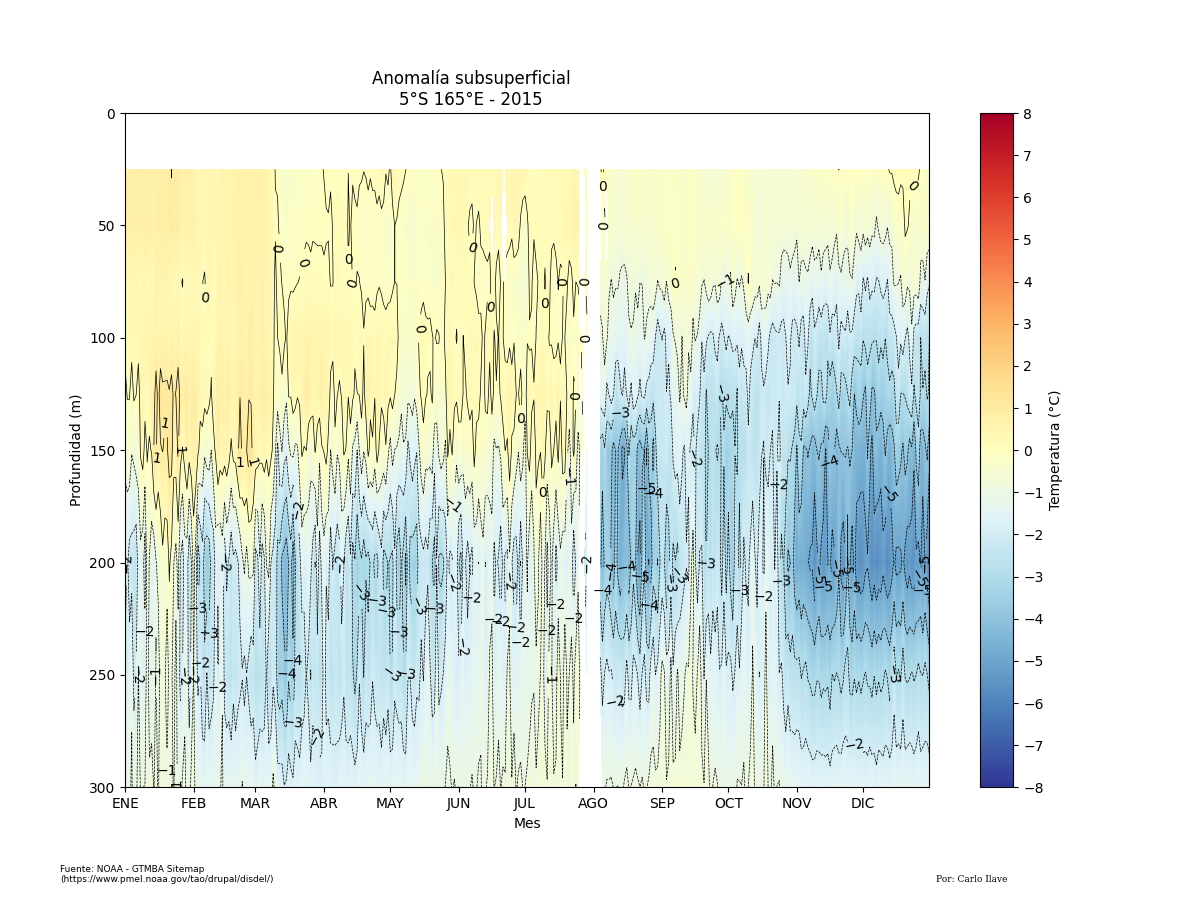 Anomalía subsuperficial
5°S 165°E - 2015
0
50
100
150
200
250
300
Profundidad (m)
ENE FEB MAR ABR MAY JUN JUL AGO SEP OCT NOV DIC
Mes
8
7
6
5
4
3
2
1
0
−1
−2
−3
−4
−5
−6
−7
−8
Temperatura (°C)
Fuente: NOAA - GTMBA Sitemap
(https://www.pmel.noaa.gov/tao/drupal/disdel/)
Por: Carlo Ilave